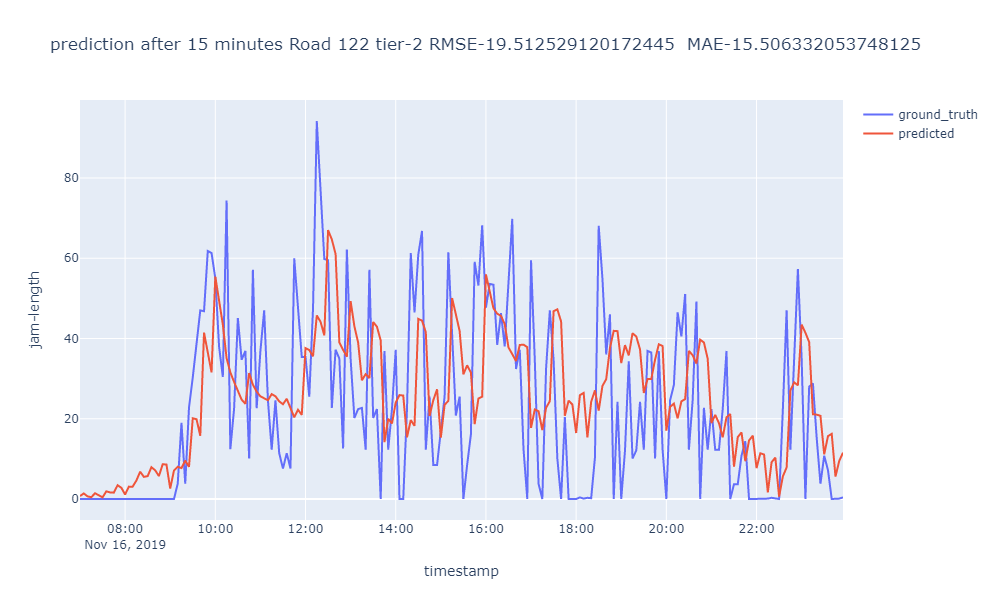 prediction after 15 minutes Road 122 tier-2 RMSE-19.512529120172445  MAE-15.506332053748125
ground_truth
predicted
jam-length
80
60
40
20
0
08:00 10:00 12:00 14:00 16:00 18:00 20:00 22:00
Nov 16, 2019
timestamp